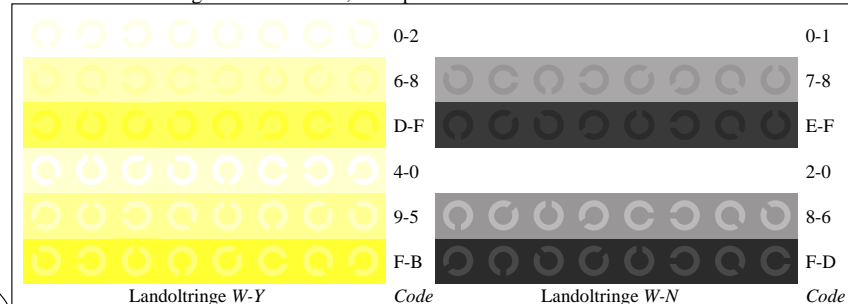 0-2 0-1
6-8 7-8
D-F E-F
4-0 2-0
9-5 8-6
F-B F-D
Landoltringe W-Y Code Landoltringe W-N Code